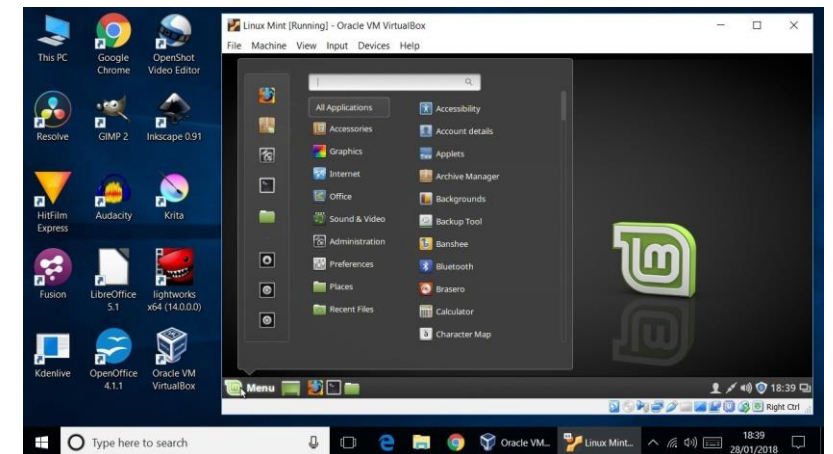 This PC
Google
Chrome
OpenShot
Video Editor
Resolve
GIMP 2
Inkscape 0.91
HitFilm
Express
Audacity
Krita
Fusion
LibreOffice
5.1
lightworks
x64 (14.0.0.0)
Kdenlive
OpenOffice
4.1.1
Oracle VM
VirtualBox
Linux Mint [Running] - Oracle VM VirtualBox
File Machine View Input Devices Help
All Applications
Accessories
Graphics
Internet
Office
Sound & Video
Administration
Preferences
Places
Recent Files
Accessibility
Account details
Applets
Archive Manager
Backgrounds
Backup Tool
Banshee
Bluetooth
Brasero
Calculator
Character Map
Menu
18:39
Right Ctrl
Type here to search
Oracle VM...
Linux Mint...
18:39
28/01/2018